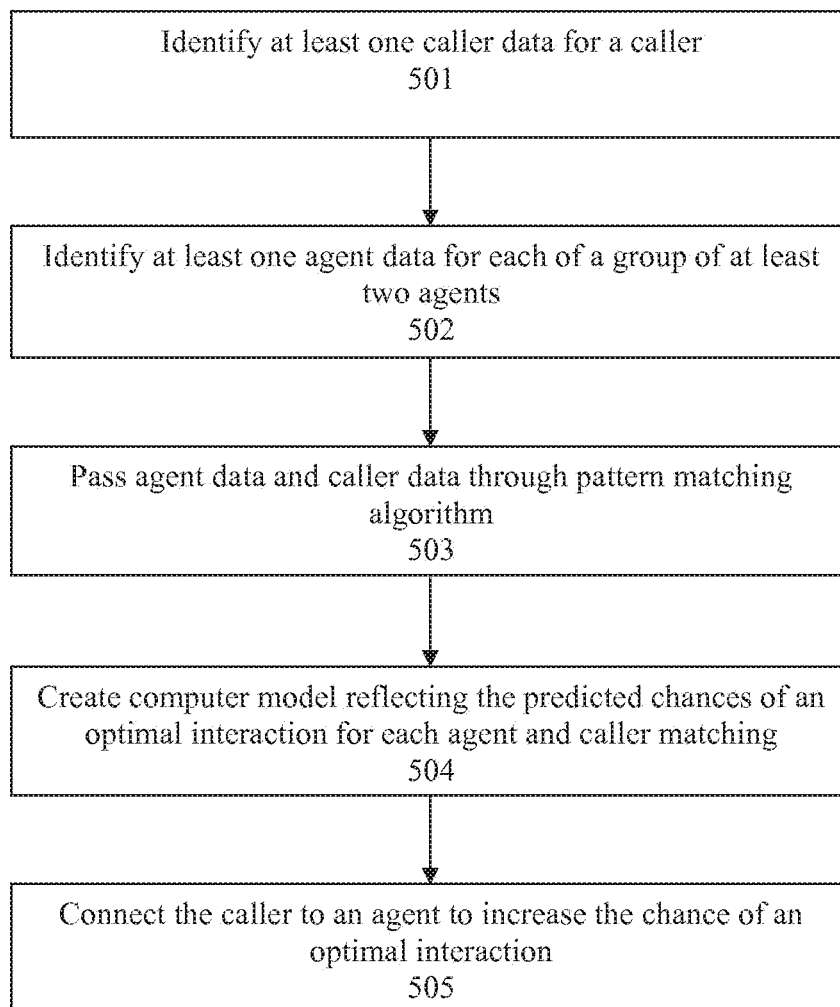 Identify at least one caller data for a caller
501
Identify at least one agent data for each of a group of at least
two agents
502
Pass agent data and caller data through pattern matching
algorithm
503
Create computer model reflecting the predicted chances of an
optimal interaction for each agent and caller matching
504
Connect the caller to an agent to increase the chance of an
optimal interaction
505